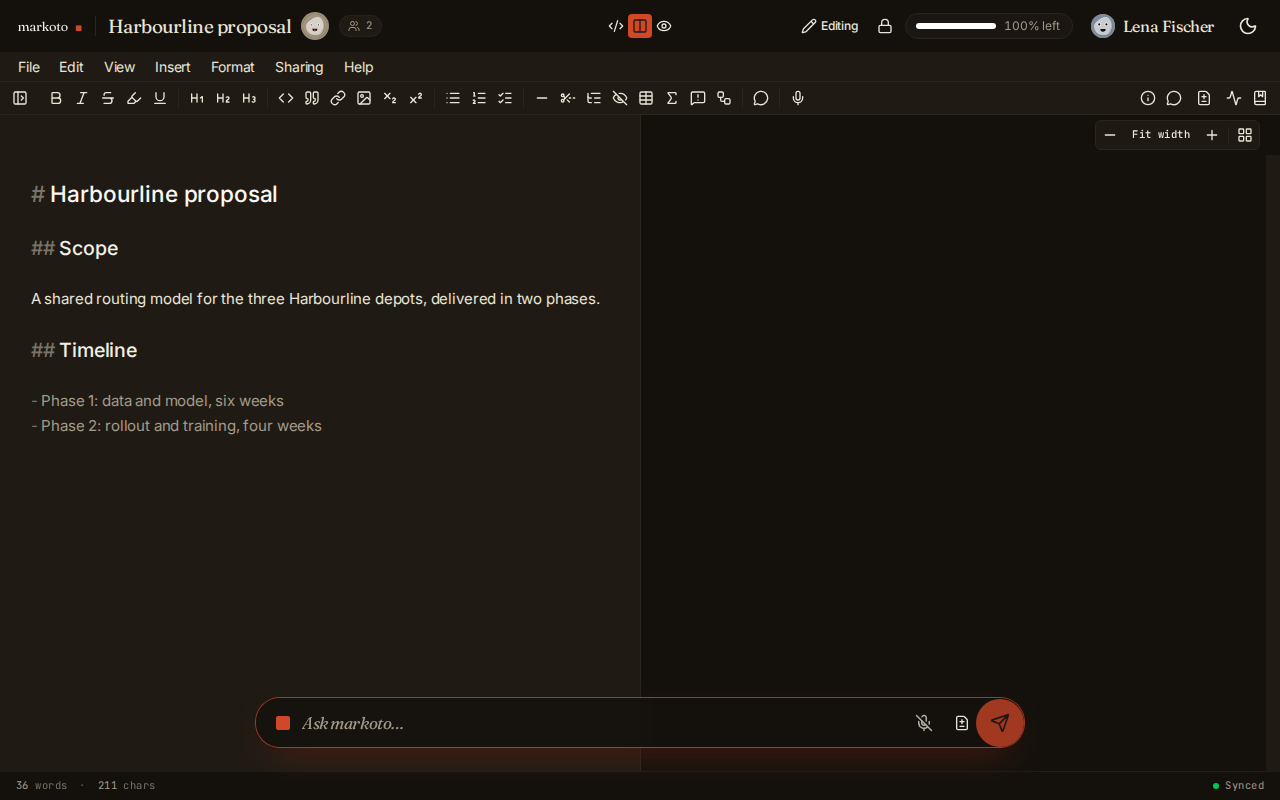 markoto
Harbourline proposal
2
Editing
100% left
Lena Fischer
File Edit View Insert Format Sharing Help
H1 H2 H3
Fit width
# Harbourline proposal
## Scope
A shared routing model for the three Harbourline depots, delivered in two phases.
## Timeline
- Phase 1: data and model, six weeks
- Phase 2: rollout and training, four weeks
Ask markoto...
36 words · 211 chars
Synced